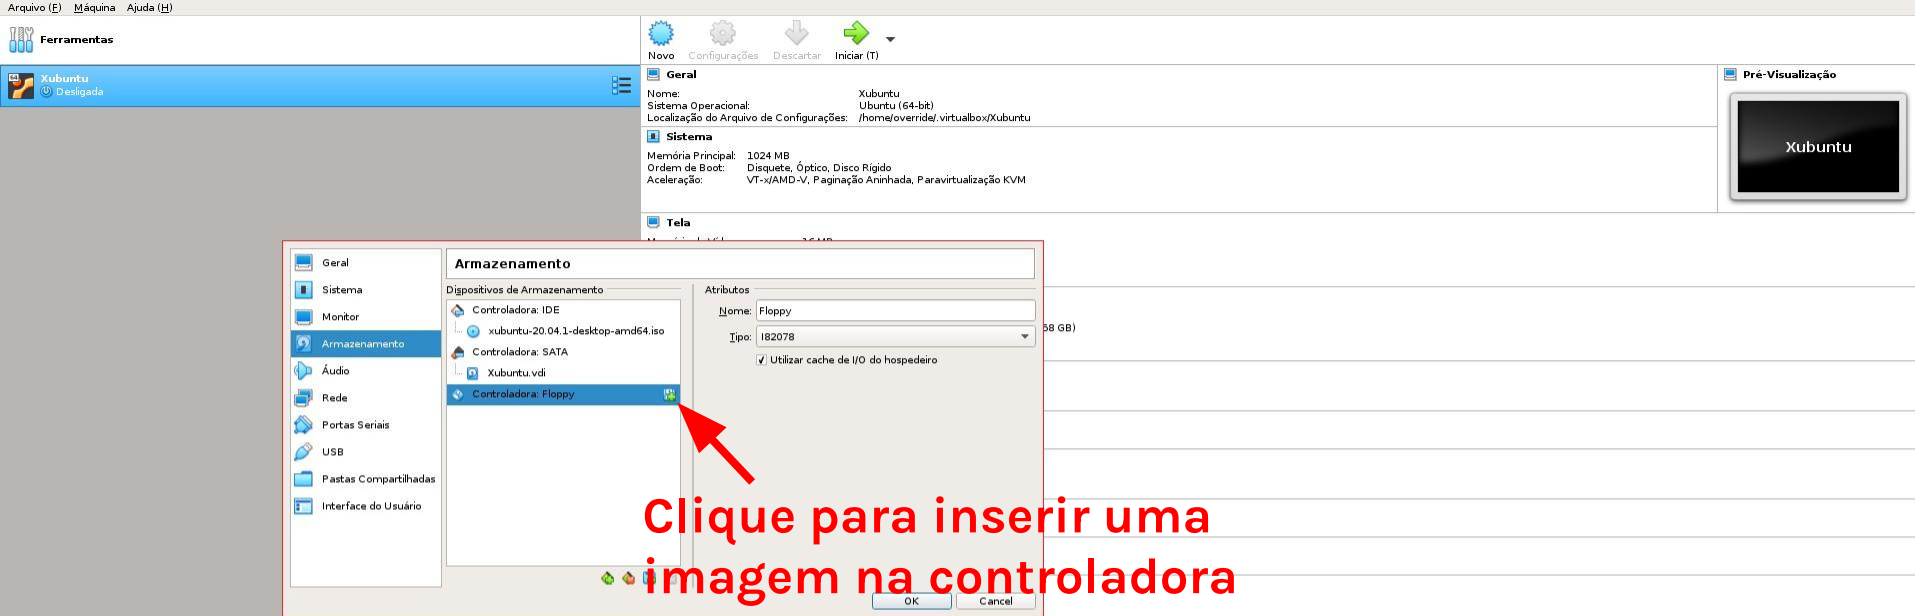 Arquivo (F) Máquina Ajuda (H)
Ferramentas
Novo Configurações Descartar Iniciar (T)
64
Xubuntu
Desligada
Geral
Nome: Xubuntu
Sistema Operacional: Ubuntu (64-bit)
Localização do Arquivo de Configurações: /home/override/.virtualbox/Xubuntu
Pré-Visualização
Xubuntu
Sistema
Memória Principal: 1024 MB
Ordem de Boot: Disquete, Óptico, Disco Rígido
Aceleração: VT-x/AMD-V, Paginação Aninhada, Paravirtualização KVM
Tela
Geral
Sistema
Monitor
Armazenamento
Áudio
Rede
Portas Seriais
USB
Pastas Compartilhadas
Interface do Usuário
Armazenamento
Dispositivos de Armazenamento
Controladora: IDE
xubuntu-20.04.1-desktop-amd64.iso
Controladora: SATA
Xubuntu.vdi
Controladora: Floppy
Atributos
Nome: Floppy
Tipo: I82078
Utilizar cache de I/O do hospedeiro
GB)
Clique para inserir uma
imagem na controladora
OK Cancel